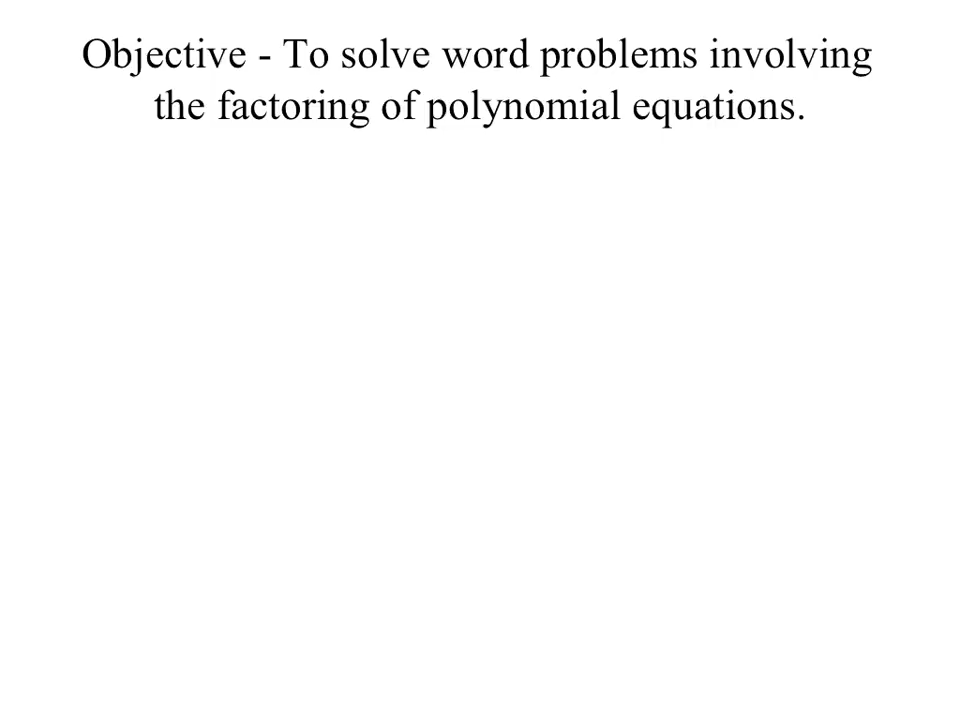 Objective - To solve word problems involving
the factoring of polynomial equations.